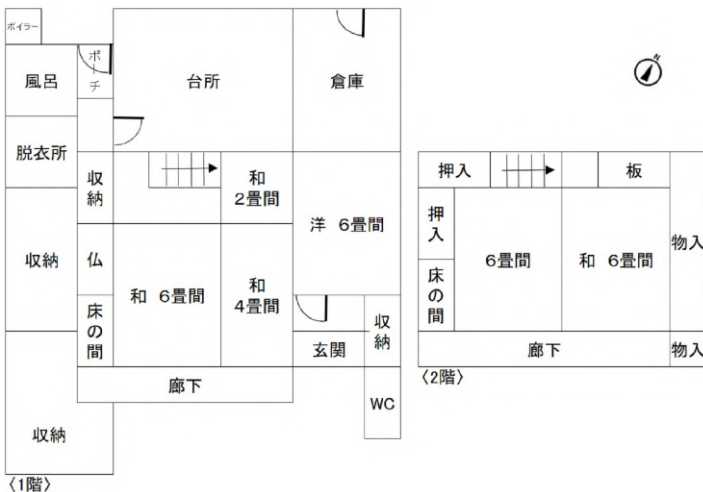 ボイラー
風呂
ポーチ
台所
倉庫
N
脱衣所
収納
和
2畳間
洋 6畳間
収納
仏
和 6畳間
和
4畳間
床の間
玄関
収納
廊下
WC
収納
〈1階〉
押入
板
押入
6畳間
和 6畳間
物入
床の間
廊下
物入
〈2階〉